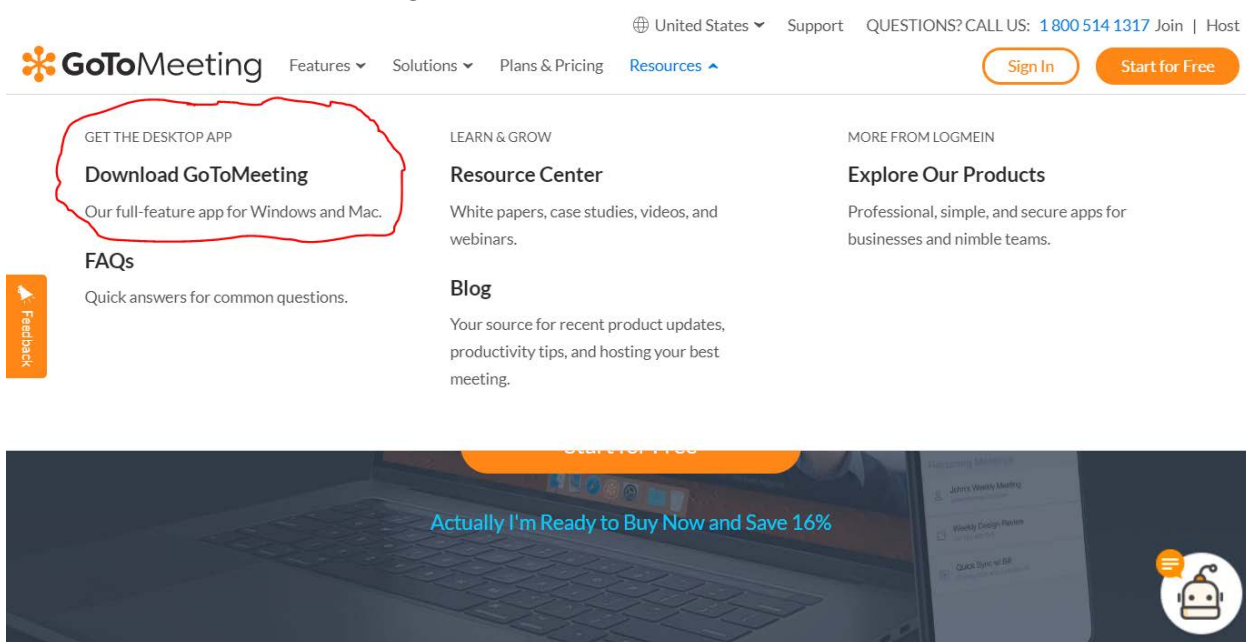 United States Support QUESTIONS? CALL US: 1 800 514 1317 Join | Host
GoToMeeting Features Solutions Plans & Pricing Resources Sign In Start for Free
GET THE DESKTOP APP
Download GoToMeeting
Our full-feature app for Windows and Mac.
FAQs
Quick answers for common questions.
LEARN & GROW
Resource Center
White papers, case studies, videos, and
webinars.
Blog
Your source for recent product updates,
productivity tips, and hosting your best
meeting.
MORE FROM LOGMEIN
Explore Our Products
Professional, simple, and secure apps for
businesses and nimble teams.
Feedback
Start for Free
Actually I'm Ready to Buy Now and Save 16%
Recurring Meetings
John's Weekly Meeting
Weekly Design Review
Quick Sync w/ Bill